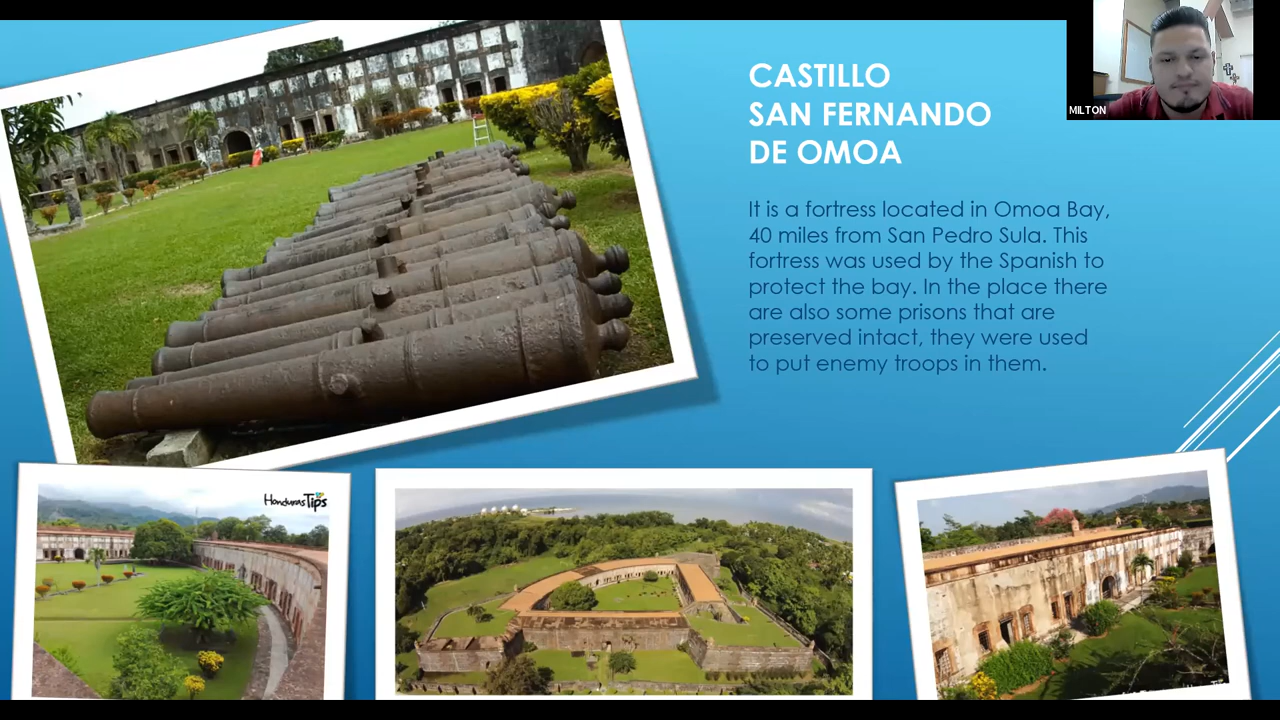 CASTILLO
SAN FERNANDO
DE OMOA
MILTON
It is a fortress located in Omoa Bay,
40 miles from San Pedro Sula. This
fortress was used by the Spanish to
protect the bay. In the place there
are also some prisons that are
preserved intact, they were used
to put enemy troops in them.
HondurasTips